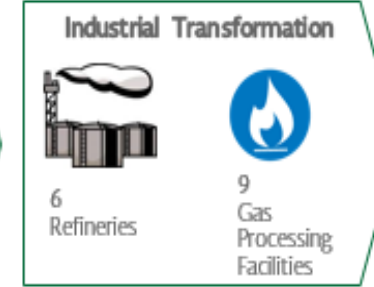 Industrial Transformation
6
Refineries
9
Gas
Processing
Facilities